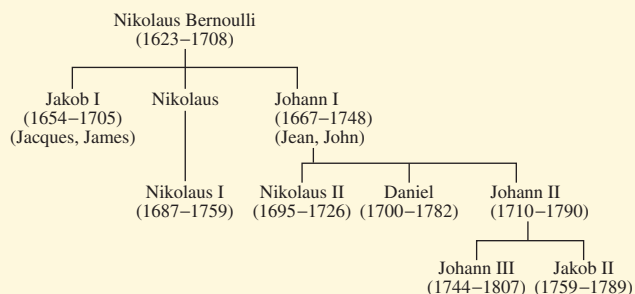 Nikolaus Bernoulli
(1623–1708)
Jakob I
(1654–1705)
(Jacques, James)
Nikolaus
Johann I
(1667–1748)
(Jean, John)
Nikolaus I
(1687–1759)
Nikolaus II
(1695–1726)
Daniel
(1700–1782)
Johann II
(1710–1790)
Johann III
(1744–1807)
Jakob II
(1759–1789)